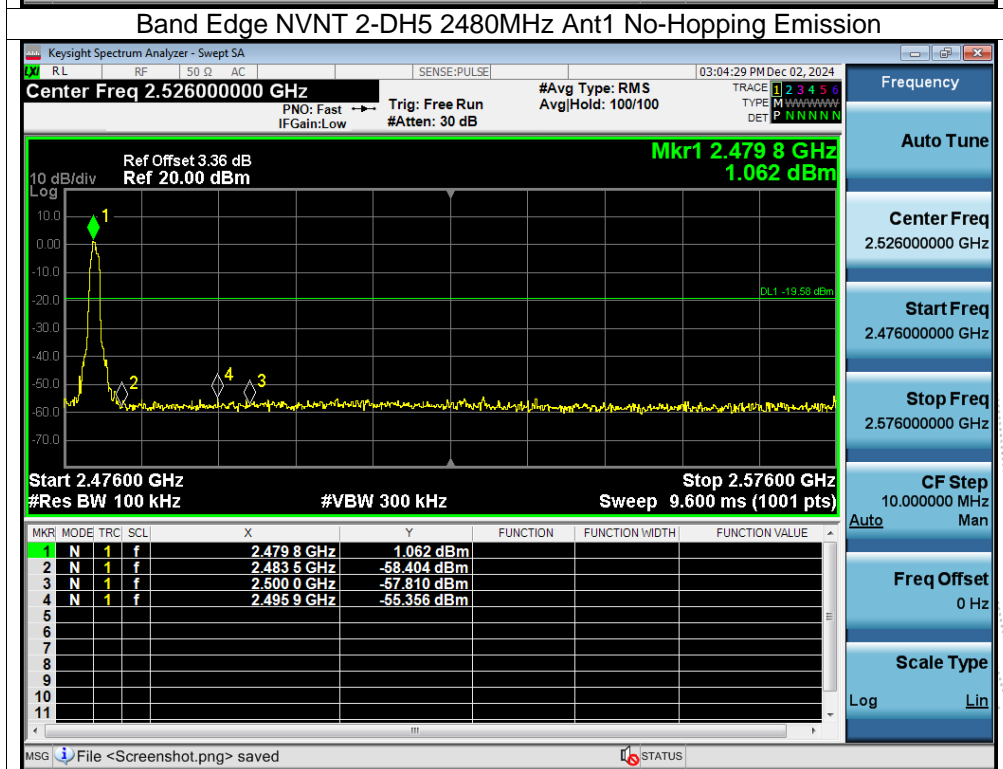 Band Edge NVNT 2-DH5 2480MHz Ant1 No-Hopping Emission
Keysight Spectrum Analyzer - Swept SA
LXI RL RF 50 Ω AC SENSE:PULSE 03:04:29 PM Dec 02, 2024
Center Freq 2.526000000 GHz
PNO: Fast
IFGain:Low
Trig: Free Run
#Atten: 30 dB
#Avg Type: RMS
Avg|Hold: 100/100
TRACE 1 2 3 4 5 6
TYPE M WWWWW
DET P N N N N N
Ref Offset 3.36 dB
10 dB/div Ref 20.00 dBm
Log
Mkr1 2.479 8 GHz
1.062 dBm
10.0
0.00
-10.0
-20.0
-30.0
-40.0
-50.0
-60.0
-70.0
1
DL1 -19.58 dBm
2
4
3
Start 2.47600 GHz Stop 2.57600 GHz
#Res BW 100 kHz #VBW 300 kHz Sweep 9.600 ms (1001 pts)
MKR MODE TRC SCL X Y FUNCTION FUNCTION WIDTH FUNCTION VALUE
1 N 1 f 2.479 8 GHz 1.062 dBm
2 N 1 f 2.483 5 GHz -58.404 dBm
3 N 1 f 2.500 0 GHz -57.810 dBm
4 N 1 f 2.495 9 GHz -55.356 dBm
5
6
7
8
9
10
11
MSG File <Screenshot.png> saved STATUS
Frequency
Auto Tune
Center Freq
2.526000000 GHz
Start Freq
2.476000000 GHz
Stop Freq
2.576000000 GHz
CF Step
10.000000 MHz
Auto Man
Freq Offset
0 Hz
Scale Type
Log Lin